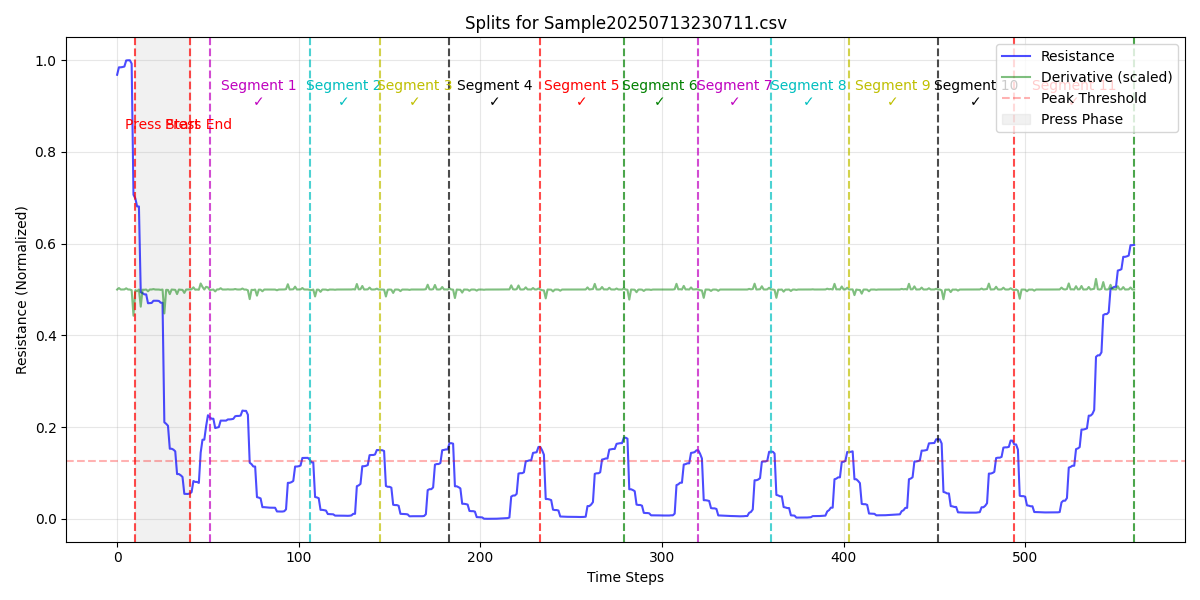 Splits for Sample20250713230711.csv
Resistance (Normalized)
1.0
0.8
0.6
0.4
0.2
0.0
Segment 1
✓
Segment 2
✓
Segment 3
✓
Segment 4
✓
Segment 5
✓
Segment 6
✓
Segment 7
✓
Segment 8
✓
Segment 9
✓
Segment 10
✓
Segment 11
Press Start
Press End
Resistance
Derivative (scaled)
Peak Threshold
Press Phase
0
100
200
300
400
500
Time Steps